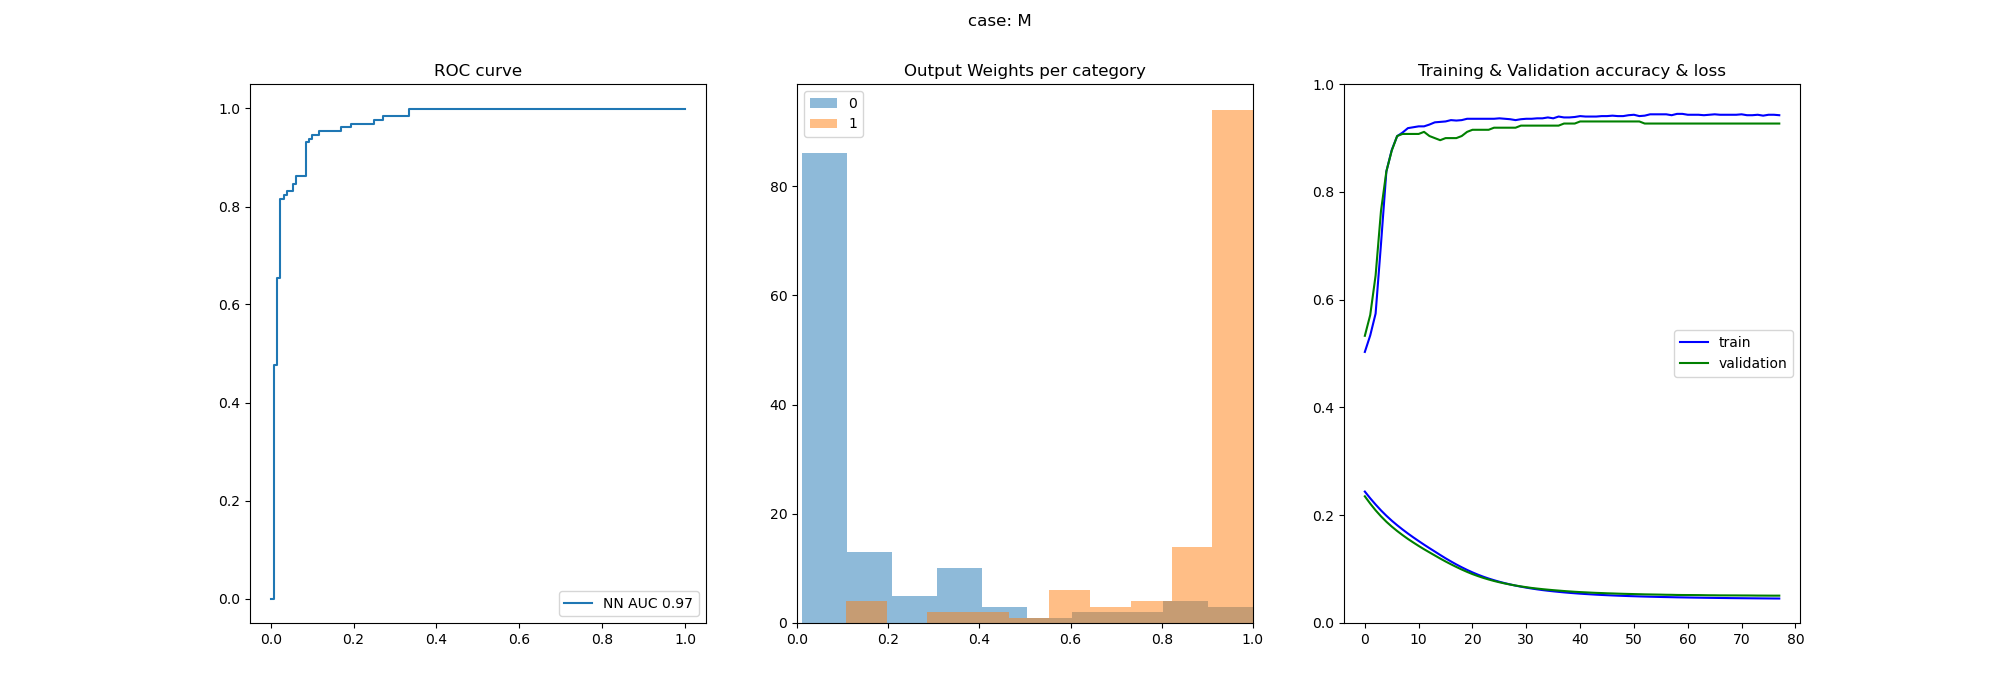 case: M
ROC curve
1.0
0.8
0.6
0.4
0.2
0.0
0.0 0.2 0.4 0.6 0.8 1.0
NN AUC 0.97
Output Weights per category
0
1
80
60
40
20
0
0.0 0.2 0.4 0.6 0.8 1.0
Training & Validation accuracy & loss
1.0
0.8
0.6
0.4
0.2
0.0
0 10 20 30 40 50 60 70 80
train
validation